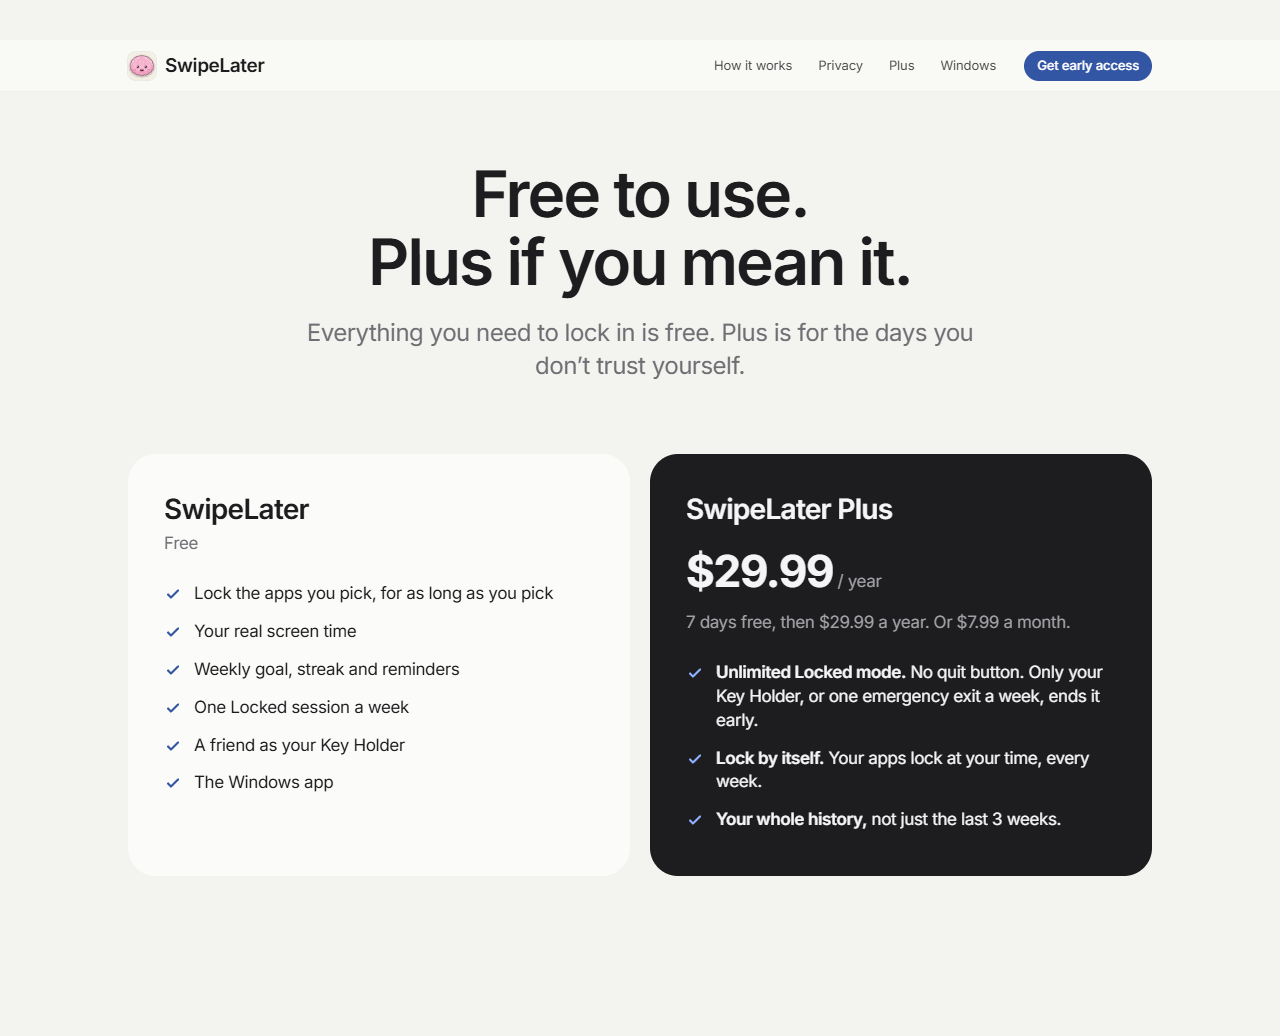 SwipeLater
How it works
Privacy
Plus
Windows
Get early access
Free to use.
Plus if you mean it.
Everything you need to lock in is free. Plus is for the days you
don’t trust yourself.
SwipeLater
Free
Lock the apps you pick, for as long as you pick
Your real screen time
Weekly goal, streak and reminders
One Locked session a week
A friend as your Key Holder
The Windows app
SwipeLater Plus
$29.99 / year
7 days free, then $29.99 a year. Or $7.99 a month.
Unlimited Locked mode. No quit button. Only your
Key Holder, or one emergency exit a week, ends it
early.
Lock by itself. Your apps lock at your time, every
week.
Your whole history, not just the last 3 weeks.